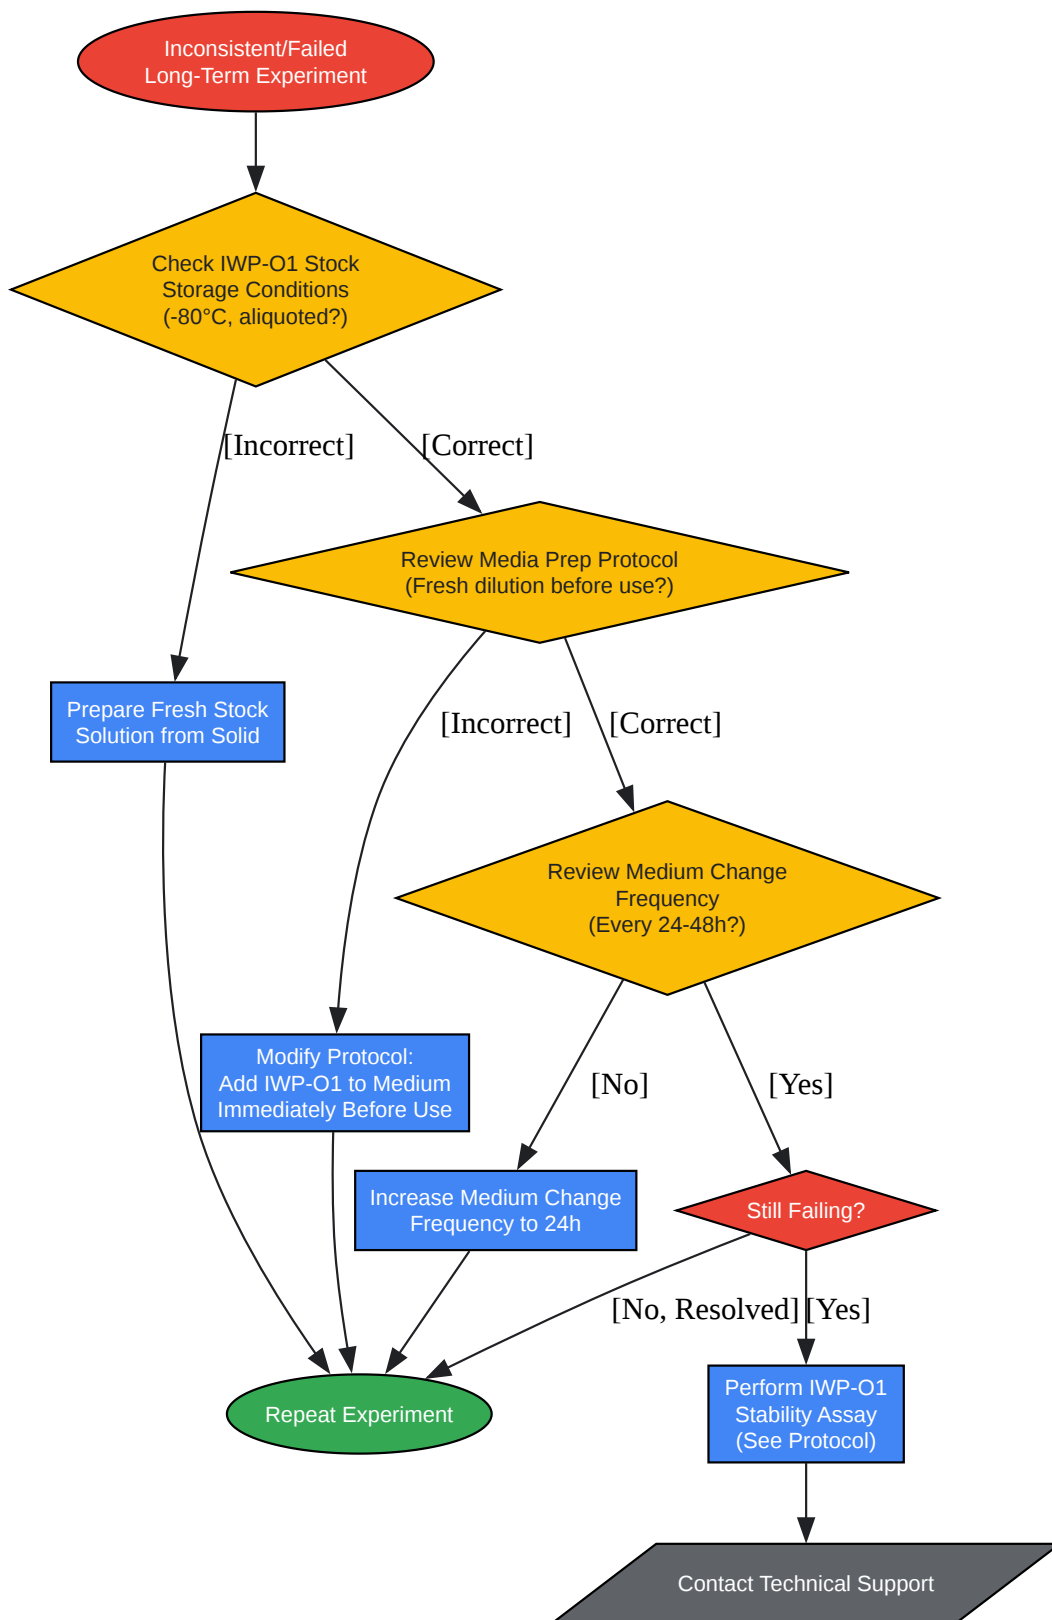 Inconsistent/Failed
Long-Term Experiment
Check IWP-O1 Stock
Storage Conditions
(-80°C, aliquoted?)
[Incorrect]
[Correct]
Review Media Prep Protocol
(Fresh dilution before use?)
Prepare Fresh Stock
Solution from Solid
[Incorrect]
[Correct]
Review Medium Change
Frequency
(Every 24-48h?)
Modify Protocol:
Add IWP-O1 to Medium
Immediately Before Use
[No]
[Yes]
Increase Medium Change
Frequency to 24h
Still Failing?
[No, Resolved]
[Yes]
Repeat Experiment
Perform IWP-O1
Stability Assay
(See Protocol)
Contact Technical Support